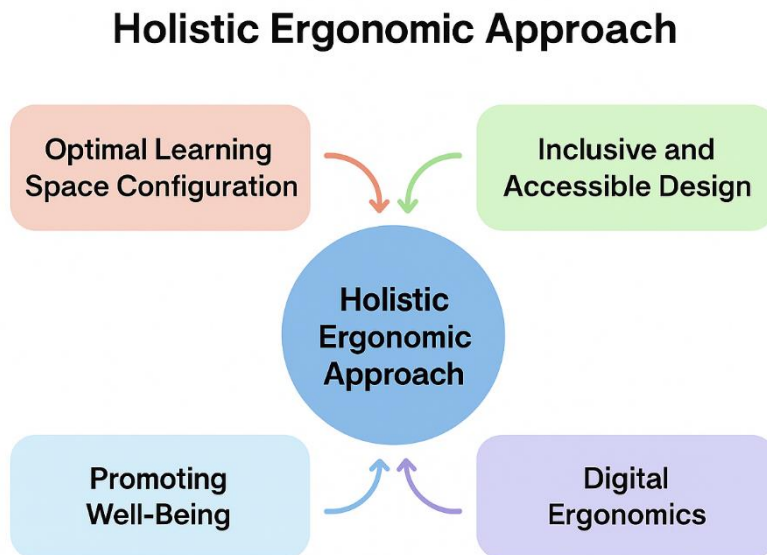 Holistic Ergonomic Approach
Optimal Learning
Space Configuration
Inclusive and
Accessible Design
Holistic
Ergonomic
Approach
Promoting
Well-Being
Digital
Ergonomics